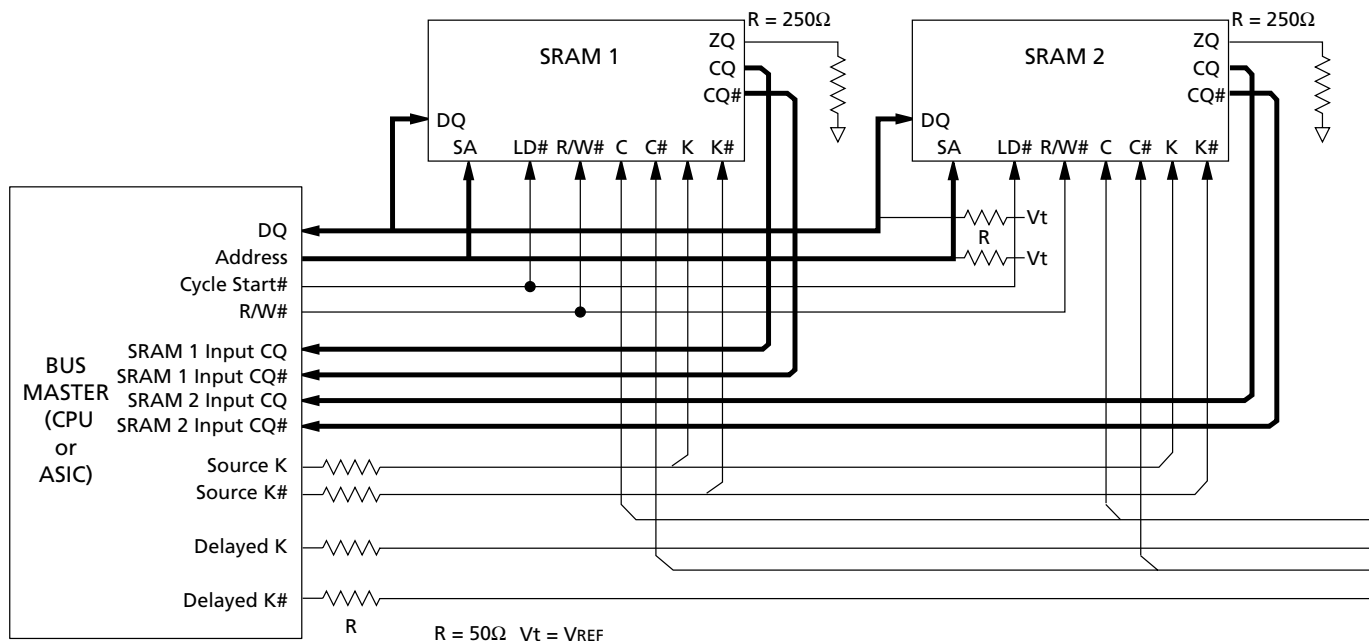 R = 250Ω
R = 250Ω
SRAM 1
ZQ
CQ
CQ#
DQ
SA
LD#
R/W#
C
C#
K
K#
SRAM 2
ZQ
CQ
CQ#
DQ
SA
LD#
R/W#
C
C#
K
K#
Vt
R
Vt
BUS
MASTER
(CPU
or
ASIC)
DQ
Address
Cycle Start#
R/W#
SRAM 1 Input CQ
SRAM 1 Input CQ#
SRAM 2 Input CQ
SRAM 2 Input CQ#
Source K
Source K#
Delayed K
Delayed K#
R
R = 50Ω Vt = VREF